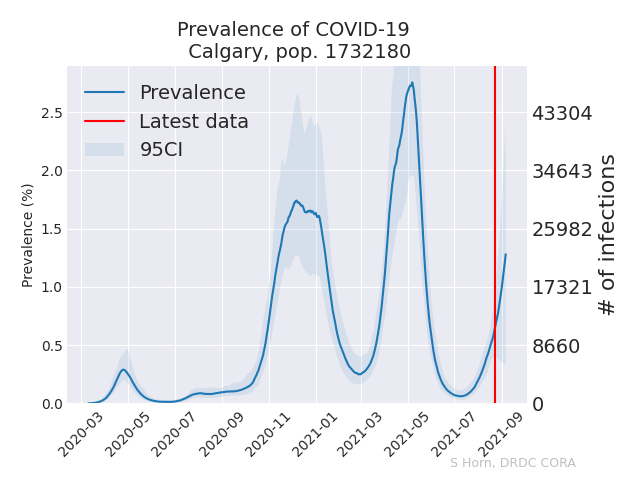 Prevalence of COVID-19
Calgary, pop. 1732180
Prevalence
Latest data
95CI
Prevalence (%)
2.5
2.0
1.5
1.0
0.5
0.0
43304
34643
25982
17321
8660
0
# of infections
2020-03
2020-05
2020-07
2020-09
2020-11
2021-01
2021-03
2021-05
2021-07
2021-09
S Horn, DRDC CORA